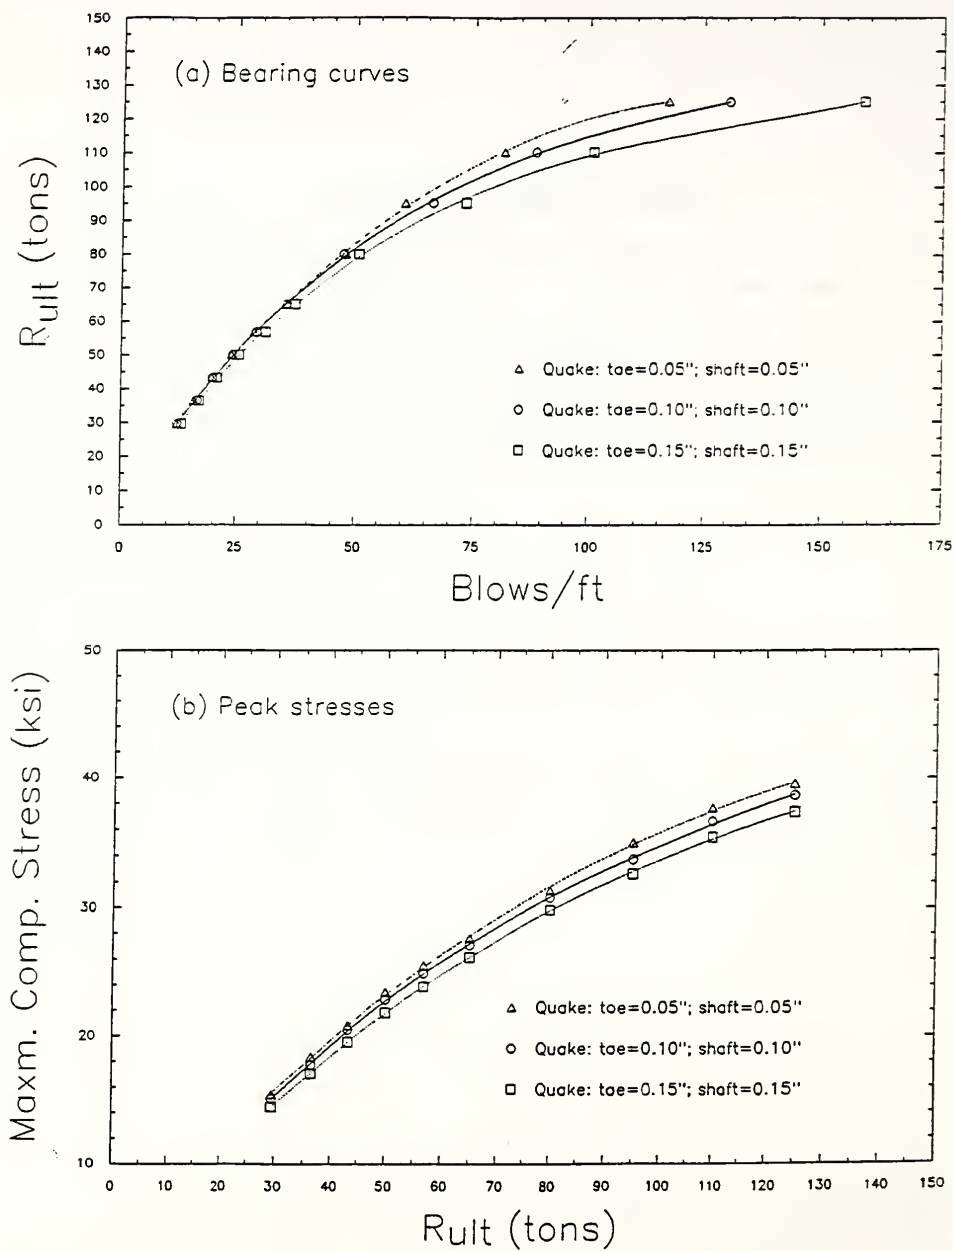 150
140
130
120
110
100
90
80
70
60
50
40
30
20
10
0
(a) Bearing curves
Rult (tons)
Quake: toe=0.05"; shaft=0.05"
Quake: toe=0.10"; shaft=0.10"
Quake: toe=0.15"; shaft=0.15"
0 25 50 75 100 125 150 175
Blows/ft
50
40
30
20
10
(b) Peak stresses
Maxm. Comp. Stress (ksi)
Quake: toe=0.05"; shaft=0.05"
Quake: toe=0.10"; shaft=0.10"
Quake: toe=0.15"; shaft=0.15"
0 10 20 30 40 50 60 70 80 90 100 110 120 130 140 150
Rult (tons)